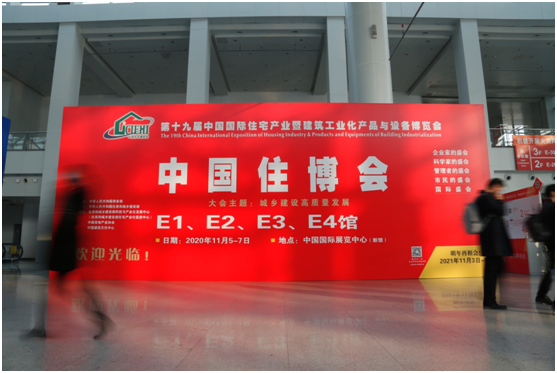 第十九届中国国际住宅产业暨建筑工业化产品与设备博览会
The 19th China International Exposition of Housing Industry & Products and Equipments of Building Industrialization
中国住博会
大会主题：城乡建设高质量发展
E1、E2、E3、E4馆
日期：2020年11月5-7日
地点：中国国际展览中心（新馆）
企业家的盛会
科学家的盛会
管理者的盛会
市民的盛会
国际盛会
欢迎光临！
明年再相会
2021年11月3日
3F
2F